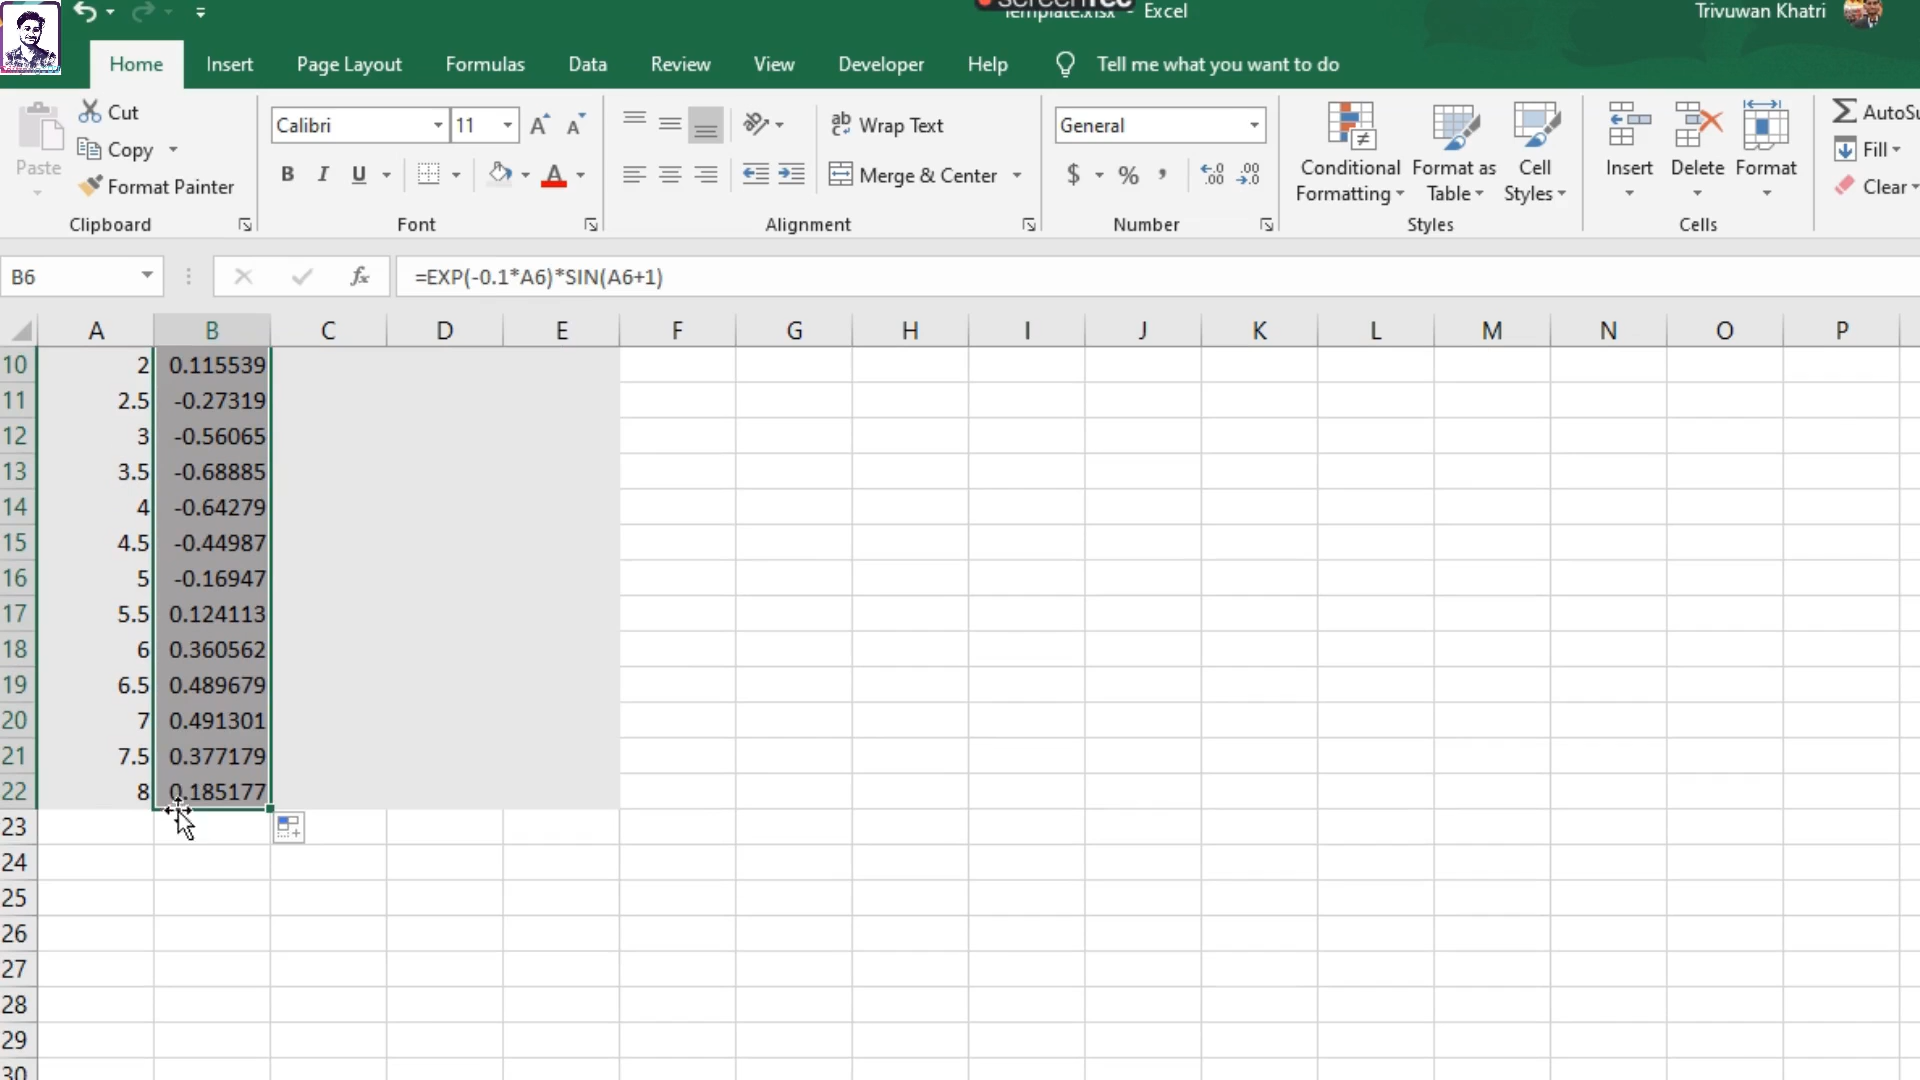 Template.xlsx - Excel
Trivuwan Khatri
Home Insert Page Layout Formulas Data Review View Developer Help Tell me what you want to do
Paste
Cut
Copy
Format Painter
Clipboard
Calibri 11
B I U A
Font
ab Wrap Text
Merge & Center
Alignment
General
$ % ,
Number
Conditional Formatting
Format as Table
Cell Styles
Styles
Insert
Delete
Format
Cells
AutoSu
Fill
Clear
B6 fx =EXP(-0.1*A6)*SIN(A6+1)
A B C D E F G H I J K L M N O P
10 2 0.115539
11 2.5 -0.27319
12 3 -0.56065
13 3.5 -0.68885
14 4 -0.64279
15 4.5 -0.44987
16 5 -0.16947
17 5.5 0.124113
18 6 0.360562
19 6.5 0.489679
20 7 0.491301
21 7.5 0.377179
22 8 0.185177
23
24
25
26
27
28
29
30